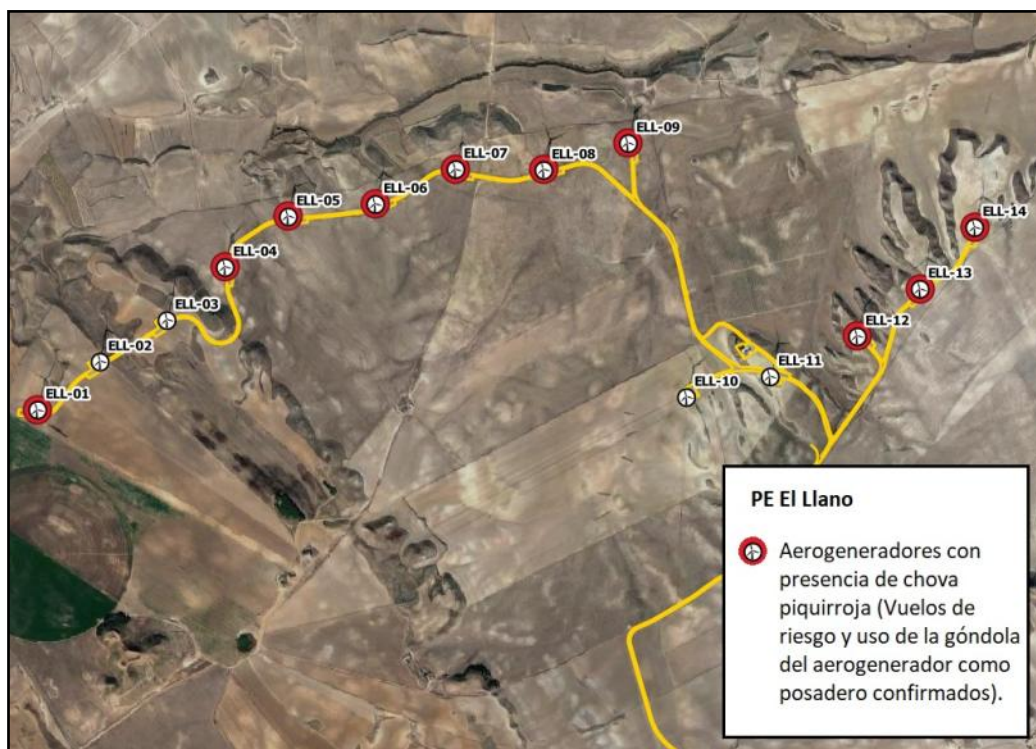 ELL-09
ELL-07
ELL-08
ELL-06
ELL-05
ELL-14
ELL-04
ELL-13
ELL-03
ELL-12
ELL-02
ELL-11
ELL-10
ELL-01
PE El Llano
Aerogeneradores con
presencia de chova
piquirroja (Vuelos de
riesgo y uso de la góndola
del aerogenerador como
posadero confirmados).